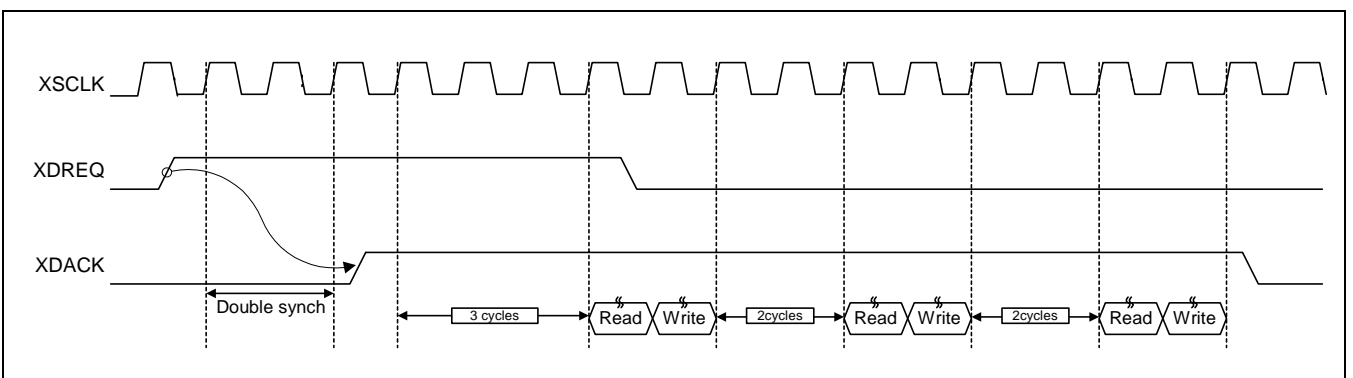 XSCLK
XDREQ
XDACK
Double synch
3 cycles
Read
Write
2cycles
Read
Write
2cycles
Read
Write